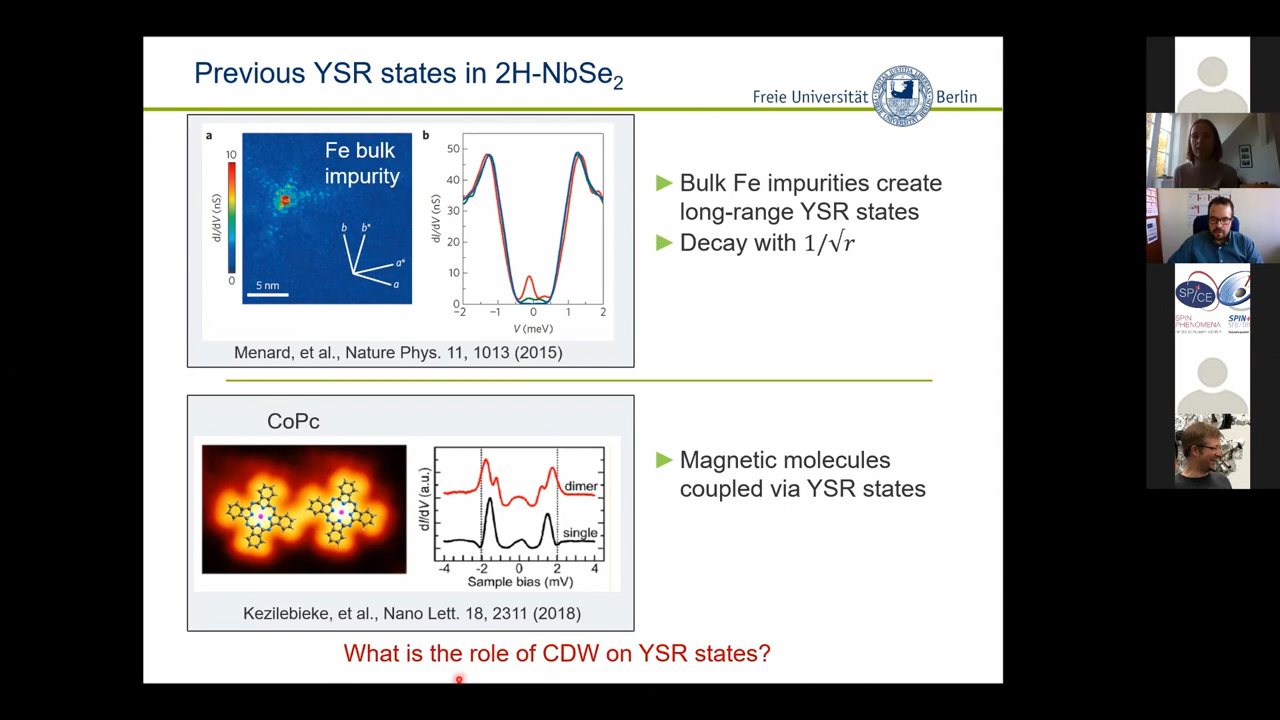 Previous YSR states in 2H-NbSe2
Freie Universität Berlin
a
b
Fe bulk
impurity
10
dI/dV (nS)
0
5 nm
b
b*
a*
a
50
40
30
20
10
0
dI/dV (nS)
−2 −1 0 1 2
V (meV)
Menard, et al., Nature Phys. 11, 1013 (2015)
► Bulk Fe impurities create
long-range YSR states
► Decay with 1/√r
CoPc
dI/dV (a.u.)
dimer
single
-4 -2 0 2 4
Sample bias (mV)
Kezilebieke, et al., Nano Lett. 18, 2311 (2018)
► Magnetic molecules
coupled via YSR states
What is the role of CDW on YSR states?
SPICE
SPIN
PHENOMENA
SPIN+